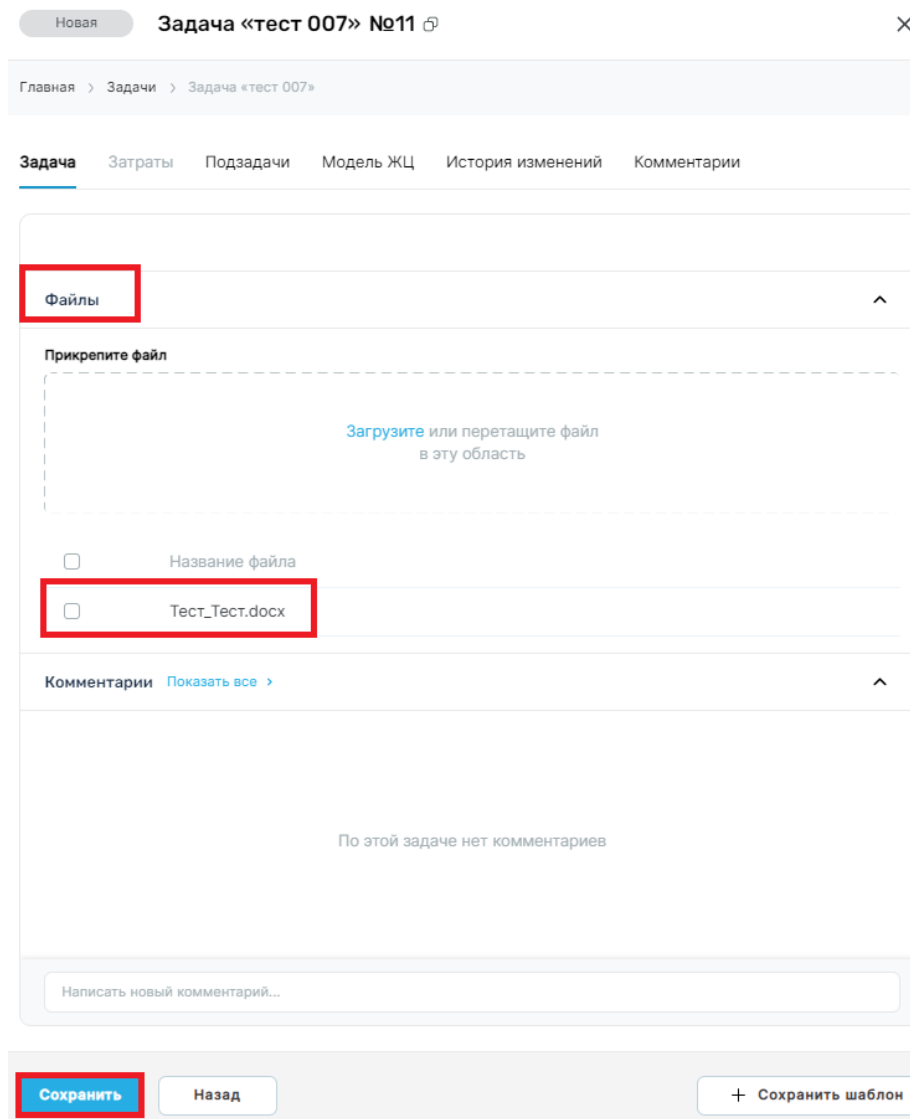 Новая
Задача «тест 007» №11
Главная > Задачи > Задача «тест 007»
Задача Затраты Подзадачи Модель ЖЦ История изменений Комментарии
Файлы
Прикрепите файл
Загрузите или перетащите файл
в эту область
Название файла
Тест_Тест.docx
Комментарии Показать все >
По этой задаче нет комментариев
Написать новый комментарий...
Сохранить Назад + Сохранить шаблон